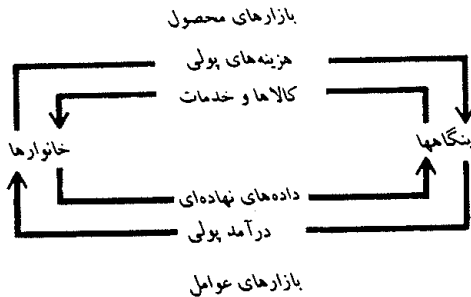 بازارهای محصول
هزینه‌های پولی
کالاها و خدمات
خانوارها
بنگاهها
داده‌های نهاده‌ای
درآمد پولی
بازارهای عوامل